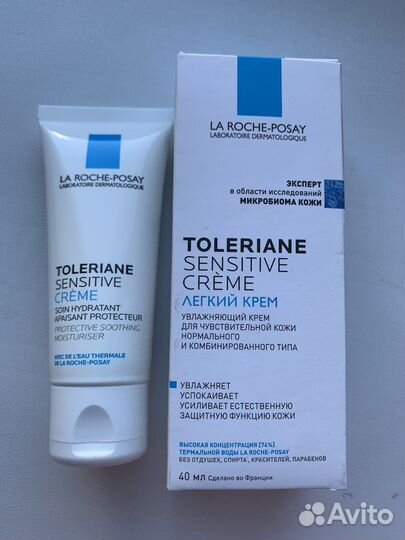 LA ROCHE-POSAY
LABORATOIRE DERMATOLOGIQUE
TOLERIANE
SENSITIVE
CRÈME
SOIN HYDRATANT
APAISANT PROTECTEUR
PROTECTIVE SOOTHING
MOISTURISER
AVEC DE L'EAU THERMALE
DE LA ROCHE-POSAY
LA ROCHE-POSAY
LABORATOIRE DERMATOLOGIQUE
ЭКСПЕРТ
в области исследований
МИКРОБИОМА КОЖИ
TOLERIANE
SENSITIVE
CRÈME
ЛЕГКИЙ КРЕМ
УВЛАЖНЯЮЩИЙ КРЕМ
ДЛЯ ЧУВСТВИТЕЛЬНОЙ КОЖИ
НОРМАЛЬНОГО
И КОМБИНИРОВАННОГО ТИПА
УВЛАЖНЯЕТ
УСПОКАИВАЕТ
УСИЛИВАЕТ ЕСТЕСТВЕННУЮ
ЗАЩИТНУЮ ФУНКЦИЮ КОЖИ
ВЫСОКАЯ КОНЦЕНТРАЦИЯ [74%]
ТЕРМАЛЬНОЙ ВОДЫ LA ROCHE-POSAY
БЕЗ ОТДУШЕК, СПИРТА, КРАСИТЕЛЕЙ, ПАРАБЕНОВ
40 МЛ Сделано во Франции
Avito